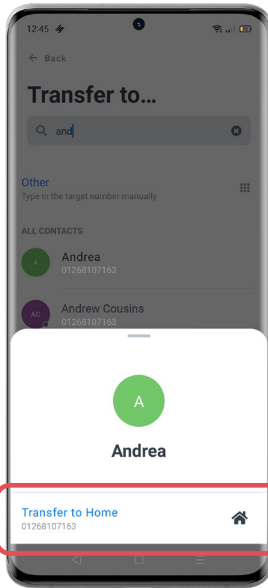 12:45
← Back
Transfer to...
and
Other
Type in the target number manually
ALL CONTACTS
A
Andrea
01268107163
AC
Andrew Cousins
01268107163
A
Andrea
Transfer to Home
01268107163